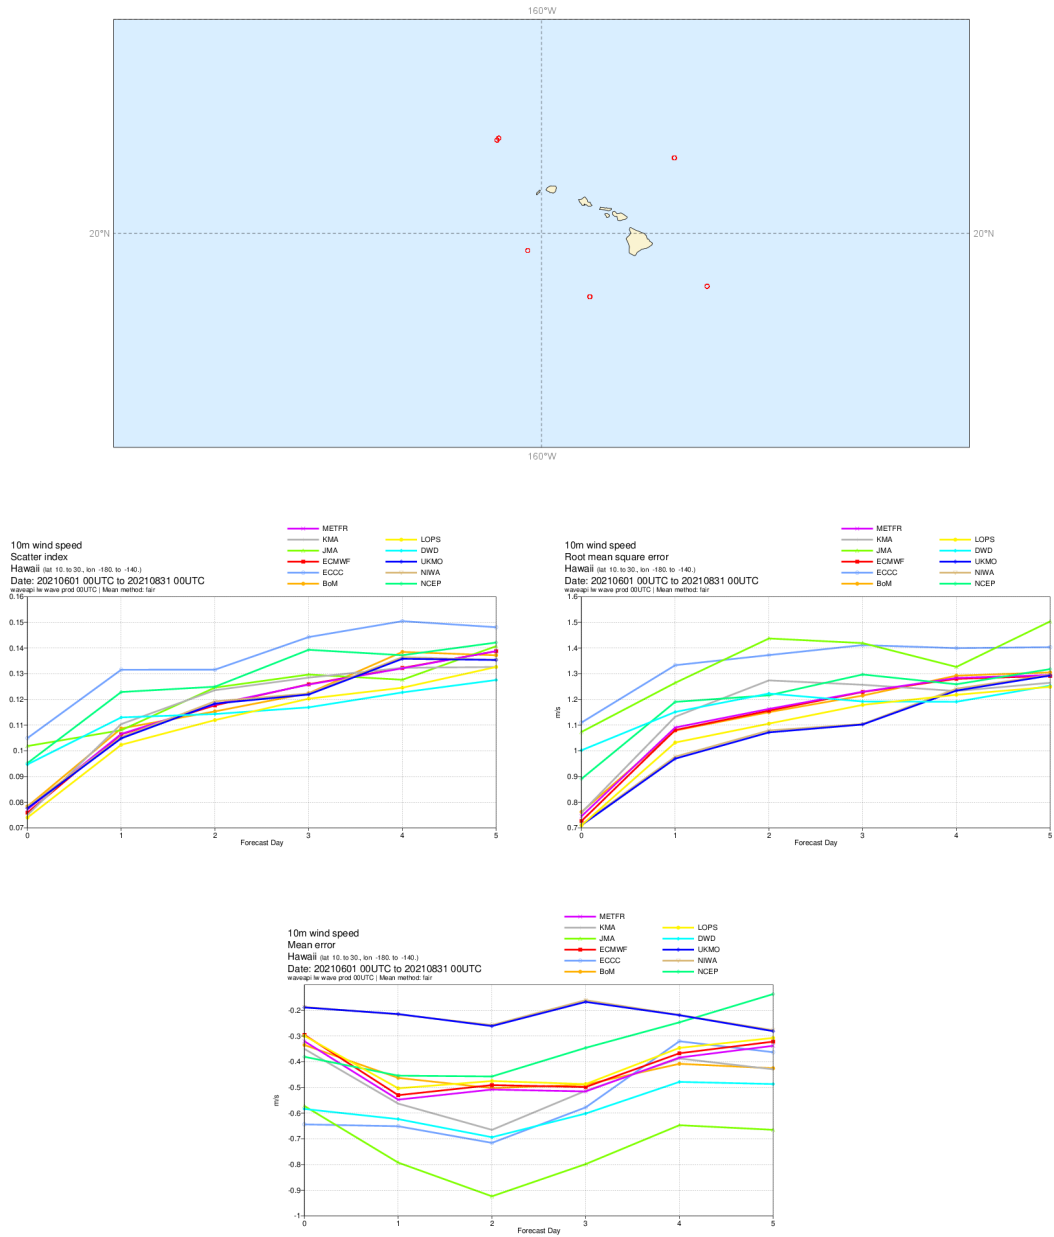 160°W
20°N
20°N
160°W
METFR
KMA
JMA
ECMWF
ECCC
BoM
LOPS
DWD
UKMO
NIWA
NCEP
10m wind speed
Scatter index
Hawaii (lat 10. to 30., lon -180. to -140.)
Date: 20210601 00UTC to 20210831 00UTC
waveapi lw wave prod 00UTC | Mean method: fair
0.16
0.15
0.14
0.13
0.12
0.11
0.1
0.09
0.08
0.07
0 1 2 3 4 5
Forecast Day
METFR
KMA
JMA
ECMWF
ECCC
BoM
LOPS
DWD
UKMO
NIWA
NCEP
10m wind speed
Root mean square error
Hawaii (lat 10. to 30., lon -180. to -140.)
Date: 20210601 00UTC to 20210831 00UTC
waveapi lw wave prod 00UTC | Mean method: fair
1.6
1.5
1.4
1.3
1.2
1.1
1
0.9
0.8
0.7
m/s
0 1 2 3 4 5
Forecast Day
METFR
KMA
JMA
ECMWF
ECCC
BoM
LOPS
DWD
UKMO
NIWA
NCEP
10m wind speed
Mean error
Hawaii (lat 10. to 30., lon -180. to -140.)
Date: 20210601 00UTC to 20210831 00UTC
waveapi lw wave prod 00UTC | Mean method: fair
-0.2
-0.3
-0.4
-0.5
-0.6
-0.7
-0.8
-0.9
-1
m/s
0 1 2 3 4 5
Forecast Day